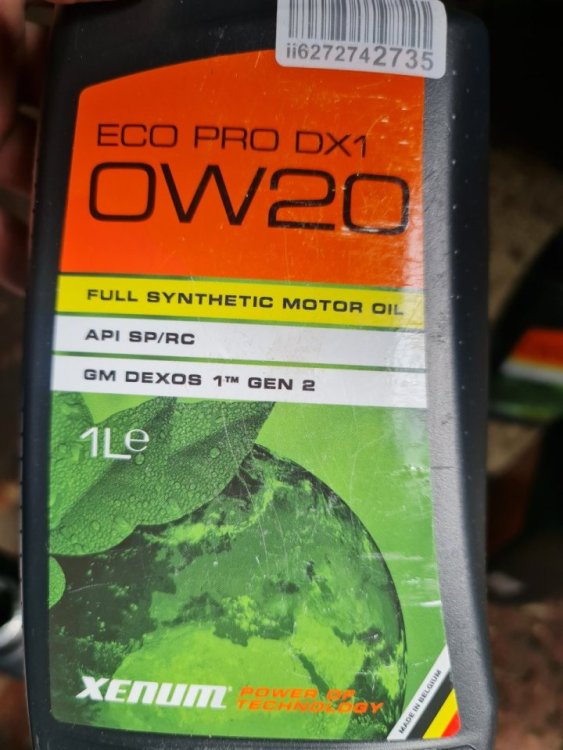 ii6272742735
ECO PRO DX1
0W20
FULL SYNTHETIC MOTOR OIL
API SP/RC
GM DEXOS 1™ GEN 2
1L℮
XENUM POWER OF
TECHNOLOGY
MADE IN BELGIUM